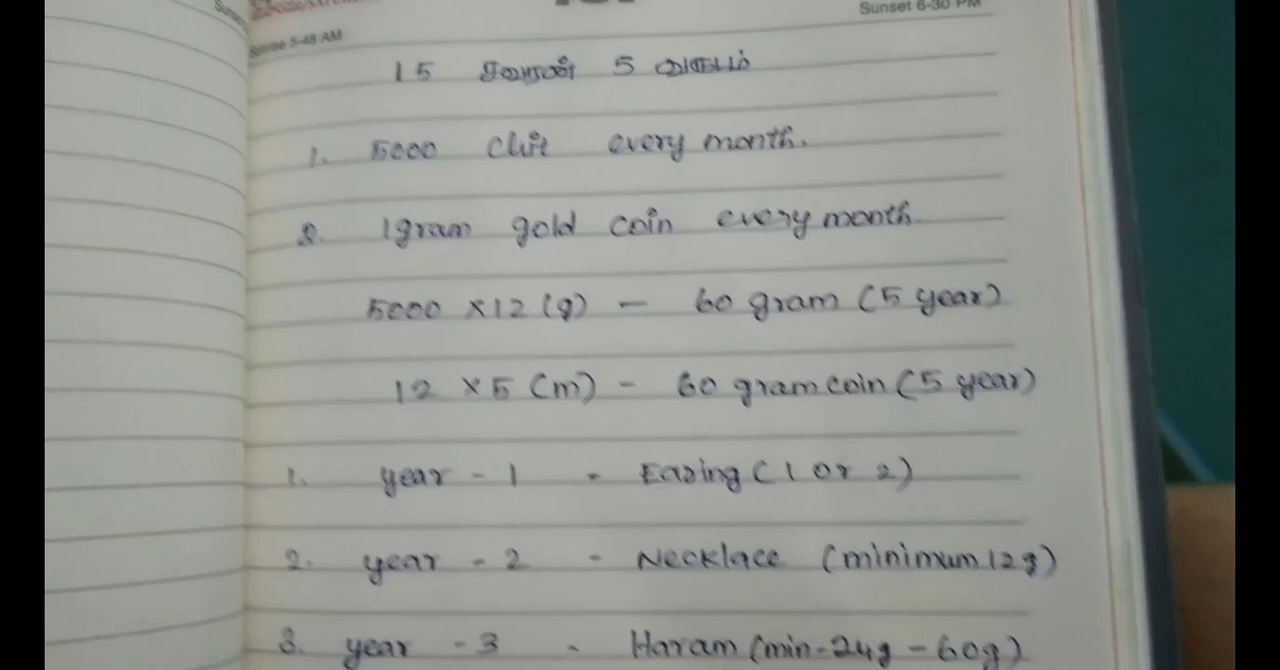 Sunset 6-30 PM
5-48 AM
15 சவரன் 5 வருடம்
1. 5000 chit every month.
2. 1gram gold coin every month.
5000 × 12 (g) — 60 gram (5 year)
12 × 5 (m) - 60 gram coin (5 year)
1. year - 1 - Earing (1 or 2)
2. year - 2 - Necklace (minimum 12g)
3. year - 3 - Haram (min-24g - 60g)